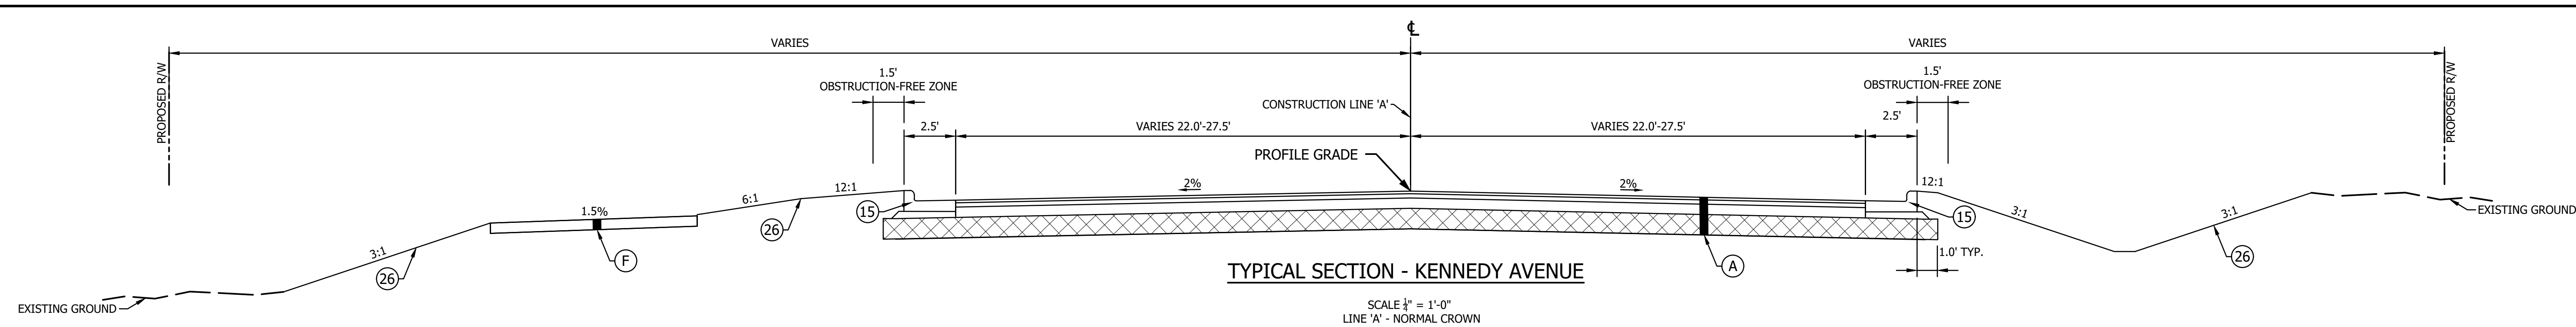 ℄
VARIES
VARIES
PROPOSED R/W
PROPOSED R/W
1.5'
OBSTRUCTION-FREE ZONE
1.5'
OBSTRUCTION-FREE ZONE
CONSTRUCTION LINE 'A'
2.5'
VARIES 22.0'-27.5'
VARIES 22.0'-27.5'
2.5'
PROFILE GRADE
2%
2%
12:1
12:1
6:1
1.5%
15
15
26
3:1
3:1
3:1
EXISTING GROUND
26
F
A
26
1.0' TYP.
EXISTING GROUND
TYPICAL SECTION - KENNEDY AVENUE
SCALE ¼" = 1'-0"
LINE 'A' - NORMAL CROWN